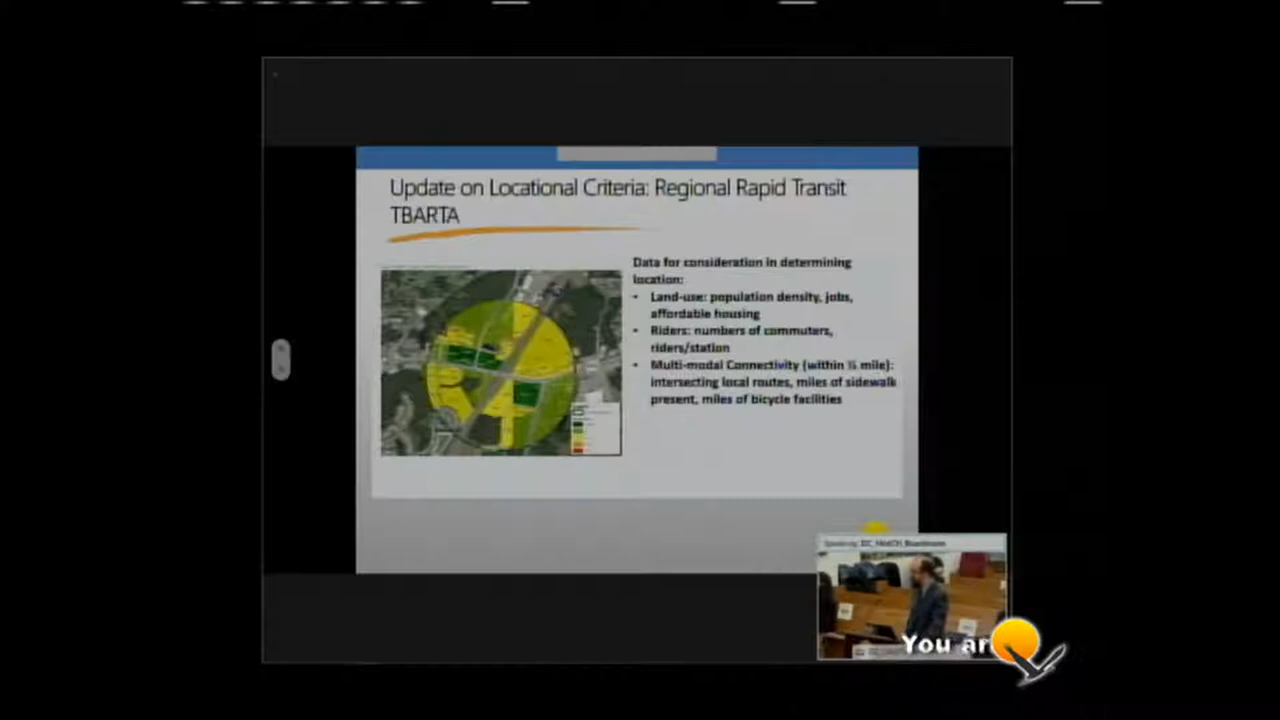 Update on Locational Criteria: Regional Rapid Transit
TBARTA
Data for consideration in determining
location:
• Land-use: population density, jobs,
affordable housing
• Riders: numbers of commuters,
riders/station
• Multi-modal Connectivity (within ½ mile):
intersecting local routes, miles of sidewalk
present, miles of bicycle facilities
You ar